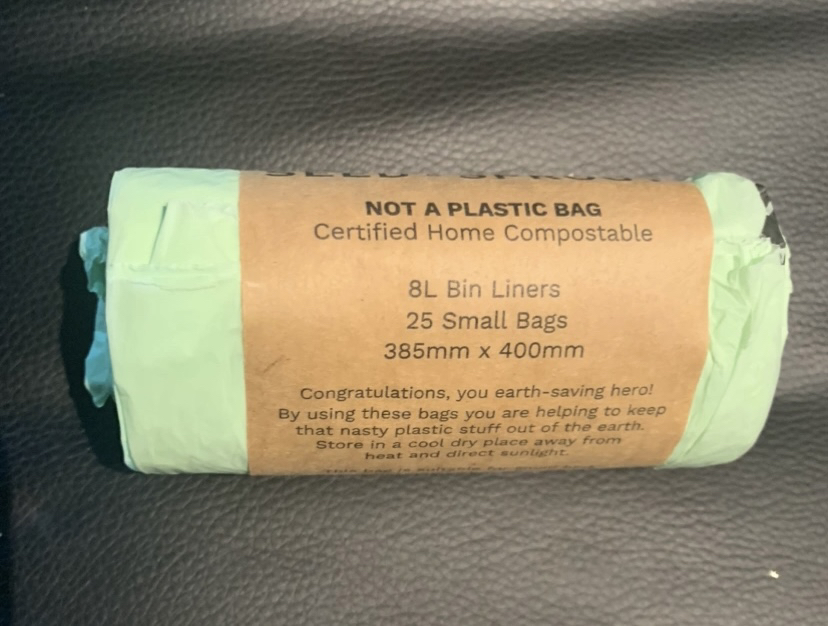 NOT A PLASTIC BAG
Certified Home Compostable
8L Bin Liners
25 Small Bags
385mm x 400mm
Congratulations, you earth-saving hero!
By using these bags you are helping to keep
that nasty plastic stuff out of the earth.
Store in a cool dry place away from
heat and direct sunlight.